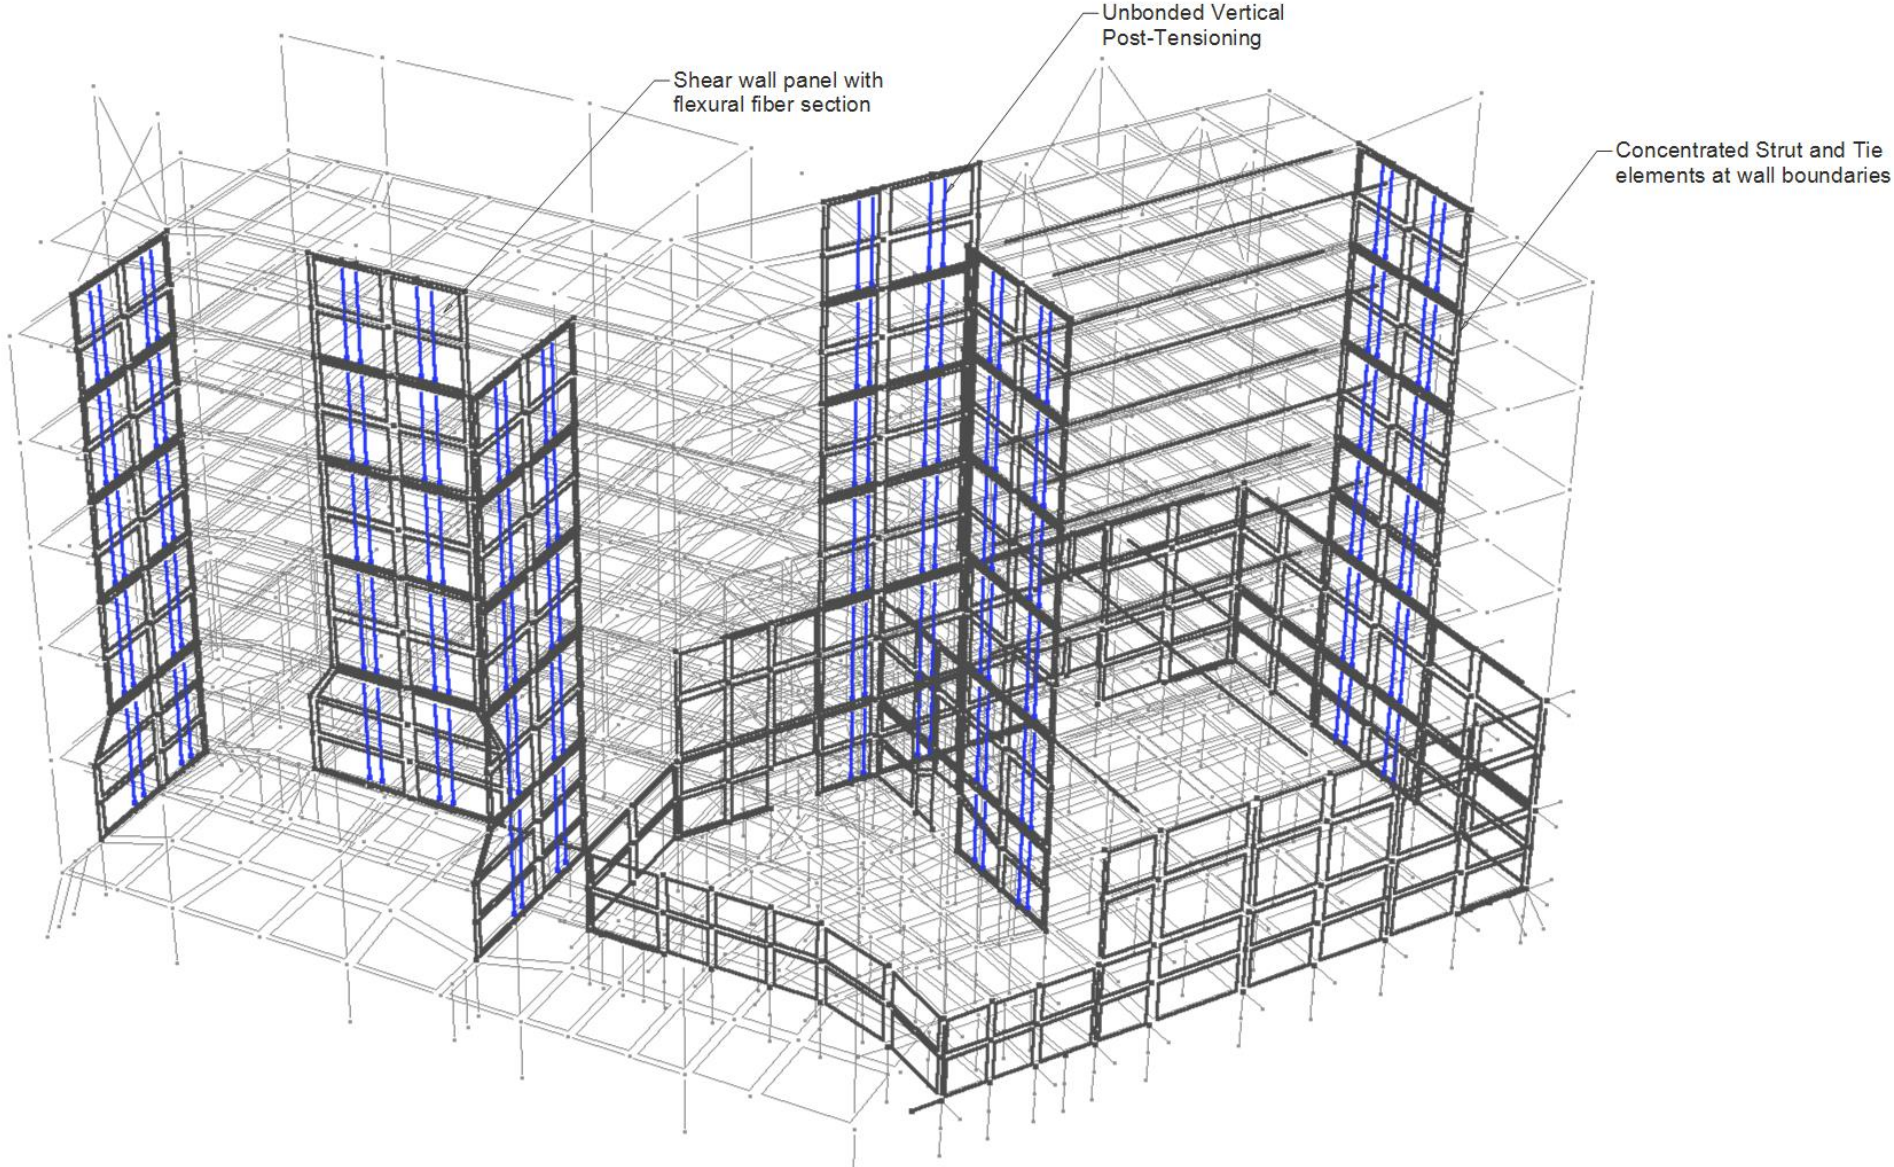 Unbonded Vertical
Post-Tensioning
Shear wall panel with
flexural fiber section
Concentrated Strut and Tie
elements at wall boundaries